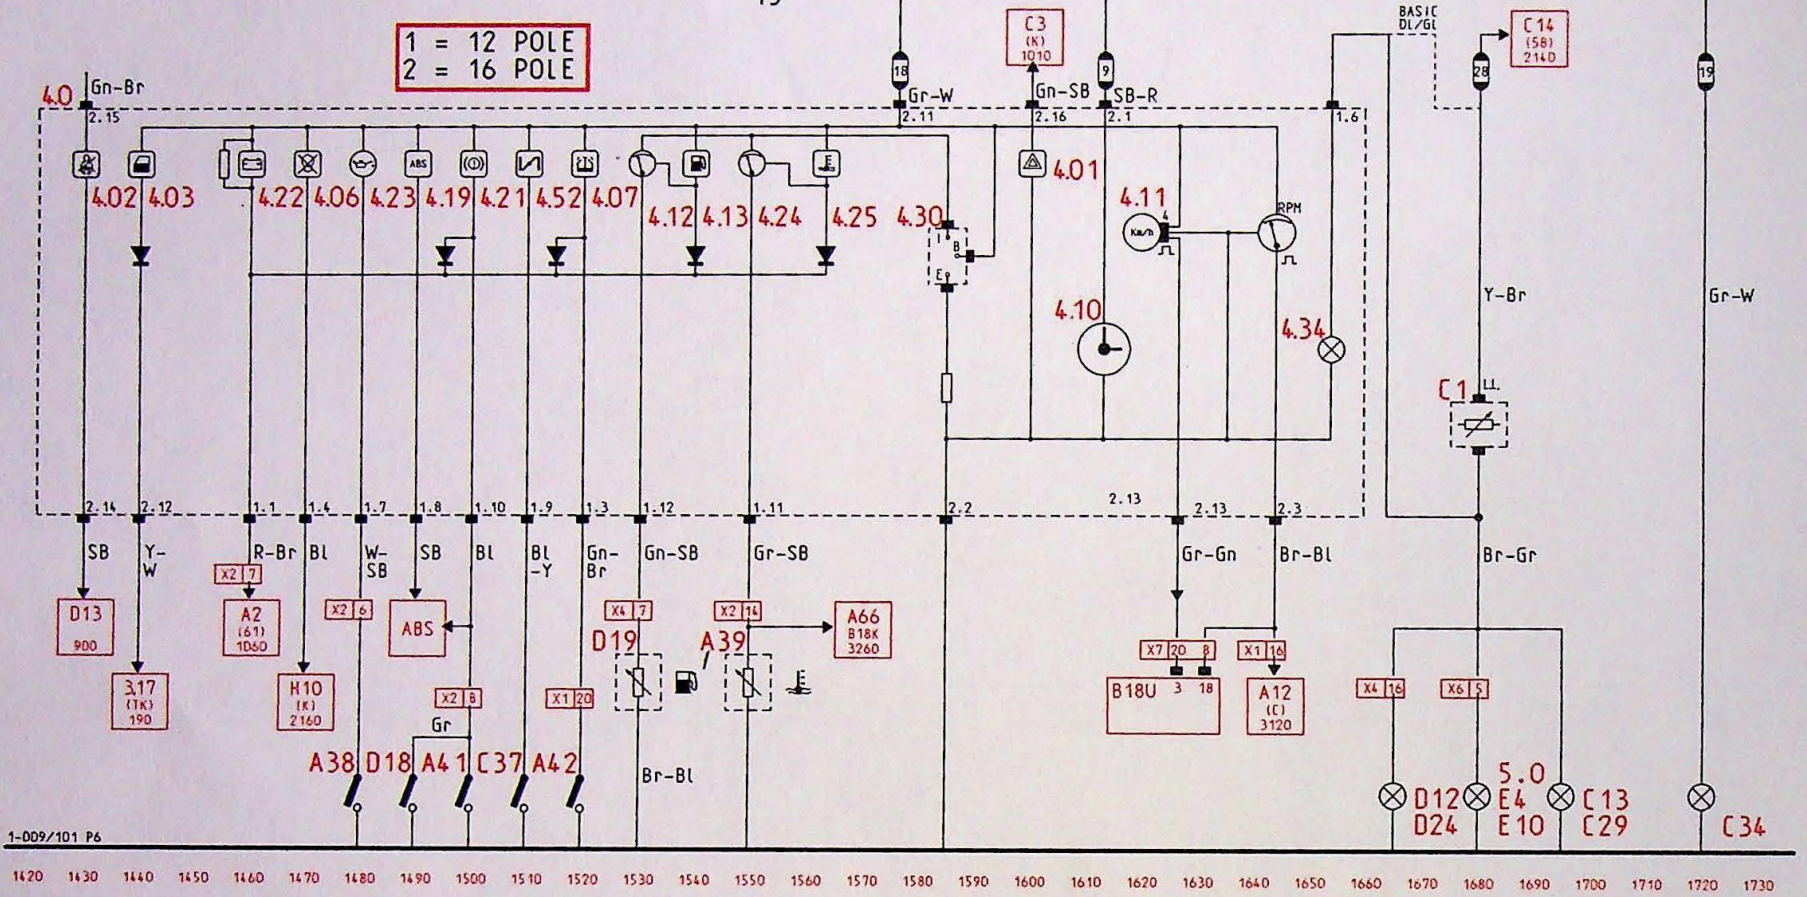 1 = 12 POLE
2 = 16 POLE
C3
(K)
1010
BASIC
DL/GL
C14
(58)
2140
18
9
28
19
4.0
Gn-Br
Gr-W
Gn-SB
SB-R
2.15
2.11
2.16
2.1
1.6
ABS
4.02
4.03
4.22
4.06
4.23
4.19
4.21
4.52
4.07
4.12
4.13
4.24
4.25
4.30
I
B
E
4.01
4.11
4
Km/h
RPM
4.10
4.34
Y-Br
Gr-W
C1
2.14
2.12
1.1
1.4
1.7
1.8
1.10
1.9
1.3
1.12
1.11
2.2
2.13
2.13
2.3
SB
Y-
W
R-Br
Bl
W-
SB
SB
Bl
Bl
-Y
Gn-
Br
Gn-SB
Gr-SB
Gr-Gn
Br-Bl
Br-Gr
X2 7
X2 6
X4 7
X2 14
D13
900
A2
(61)
1060
ABS
A66
B18K
3260
D19
A39
X7 20 8
X1 16
3.17
(TK)
190
H10
(K)
2160
X2 8
X1 20
B18U 3 18
A12
(C)
3120
X4 16
X6 5
Gr
A38 D18 A41 C37 A42
Br-Bl
5.0
D12
D24
E4
E10
C13
C29
C34
1-009/101 P6
1420 1430 1440 1450 1460 1470 1480 1490 1500 1510 1520 1530 1540 1550 1560 1570 1580 1590 1600 1610 1620 1630 1640 1650 1660 1670 1680 1690 1700 1710 1720 1730